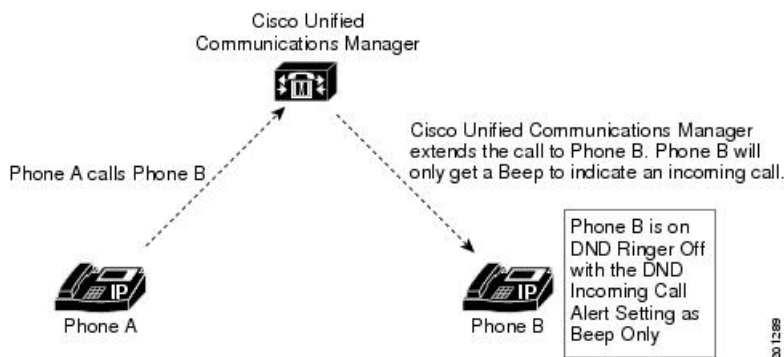 Cisco Unified
Communications Manager
M
Phone A calls Phone B
Cisco Unified Communications Manager
extends the call to Phone B. Phone B will
only get a Beep to indicate an incoming call.
IP
Phone A
IP
Phone B
Phone B is on
DND Ringer Off
with the DND
Incoming Call
Alert Setting as
Beep Only
201289